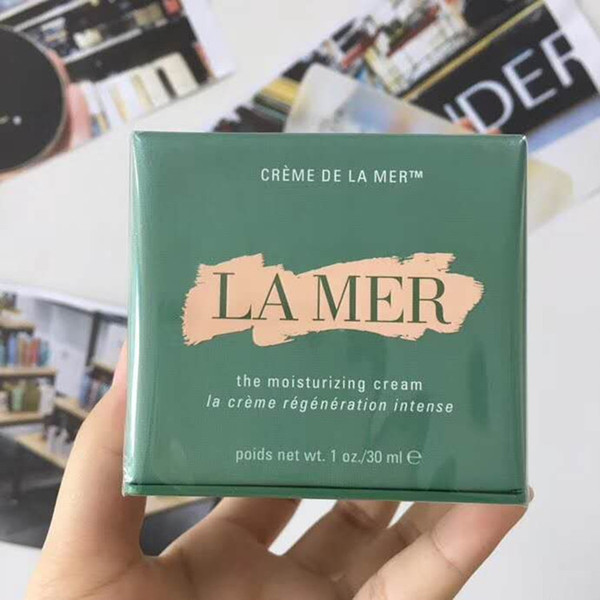 NDER
CRÈME DE LA MER™
LA MER
the moisturizing cream
la crème régénération intense
poids net wt. 1 oz./30 ml ℮